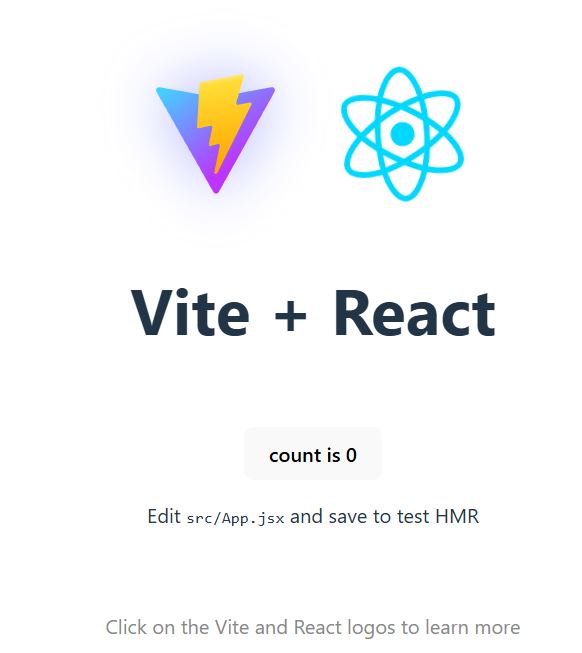 Vite + React
count is 0
Edit src/App.jsx and save to test HMR
Click on the Vite and React logos to learn more